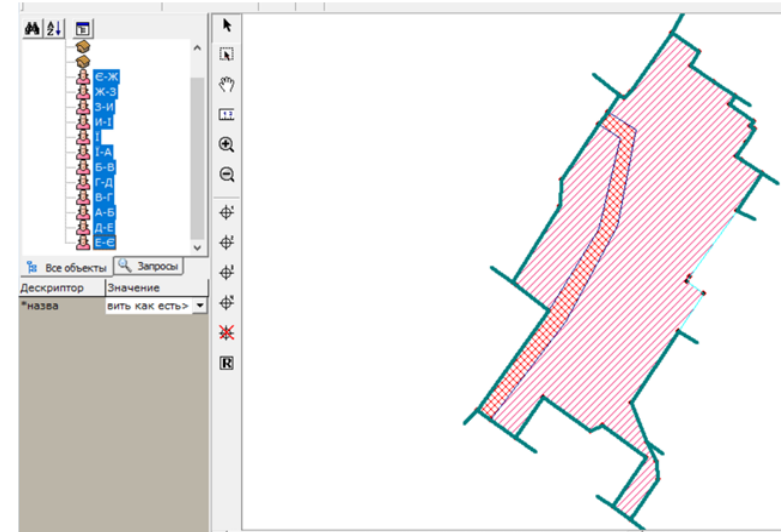 Є-Ж
Ж-З
З-И
И-І
Ї
І-А
Б-В
Г-Д
В-Г
А-Б
Д-Е
Е-Є
Все объекты Запросы
Дескриптор Значение
*назва вить как есть>
R